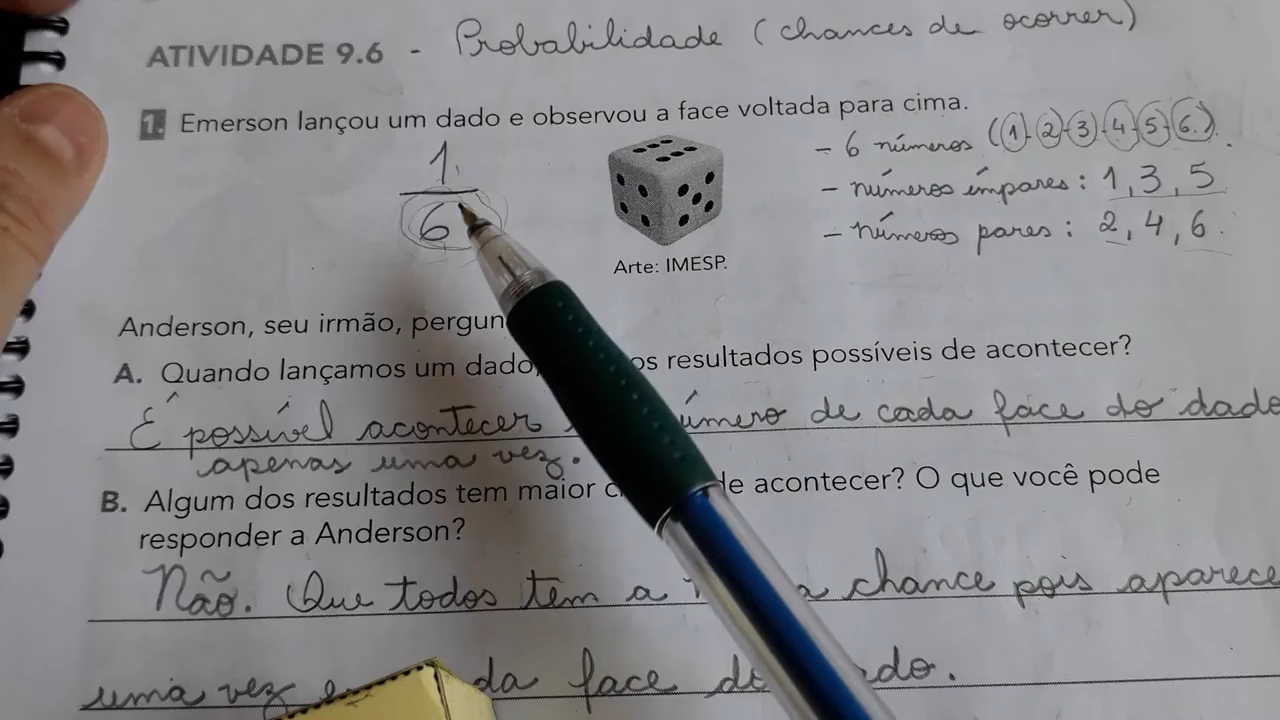 ATIVIDADE 9.6 - Probabilidade (chances de ocorrer)
1. Emerson lançou um dado e observou a face voltada para cima.
1
6
- 6 números (1-2-3-4-5-6).
- números ímpares: 1, 3, 5
- números pares: 2, 4, 6.
Arte: IMESP.
Anderson, seu irmão, pergun
A. Quando lançamos um dado, os resultados possíveis de acontecer?
É possível acontecer número de cada face do dado
apenas uma vez.
B. Algum dos resultados tem maior de acontecer? O que você pode
responder a Anderson?
Não. Que todos tem a chance pois aparece
uma vez da face do dado.